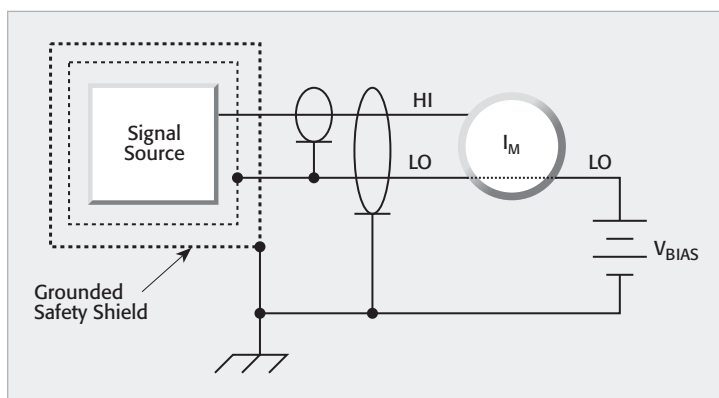 Signal
Source
HI
LO
I_M
LO
V_BIAS
Grounded
Safety Shield